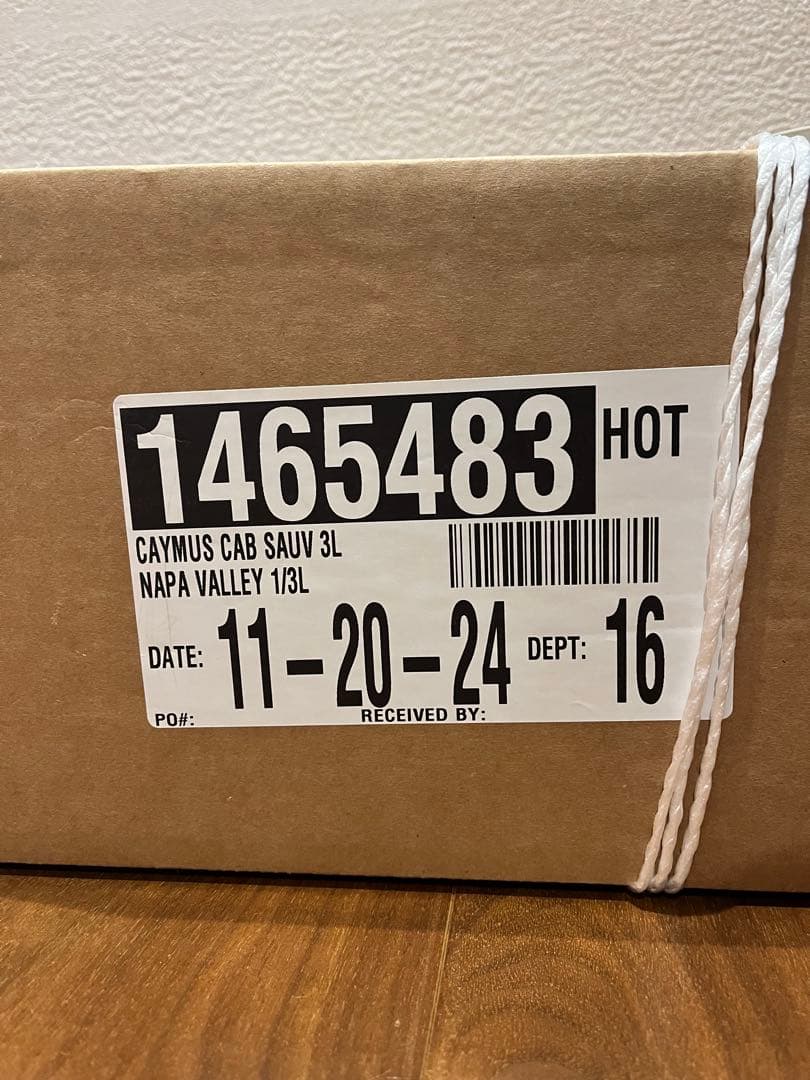 1465483 HOT
CAYMUS CAB SAUV 3L
NAPA VALLEY 1/3L
DATE: 11-20-24 DEPT: 16
PO#: RECEIVED BY: